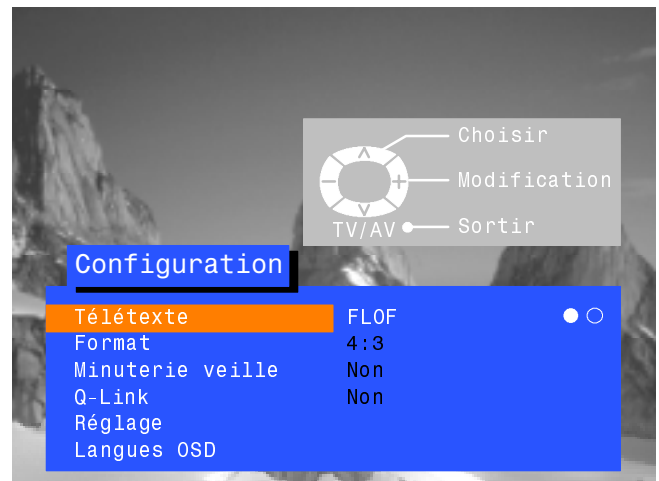 Choisir
Modification
TV/AV Sortir
Configuration
Télétexte FLOF
Format 4:3
Minuterie veille Non
Q-Link Non
Réglage
Langues OSD